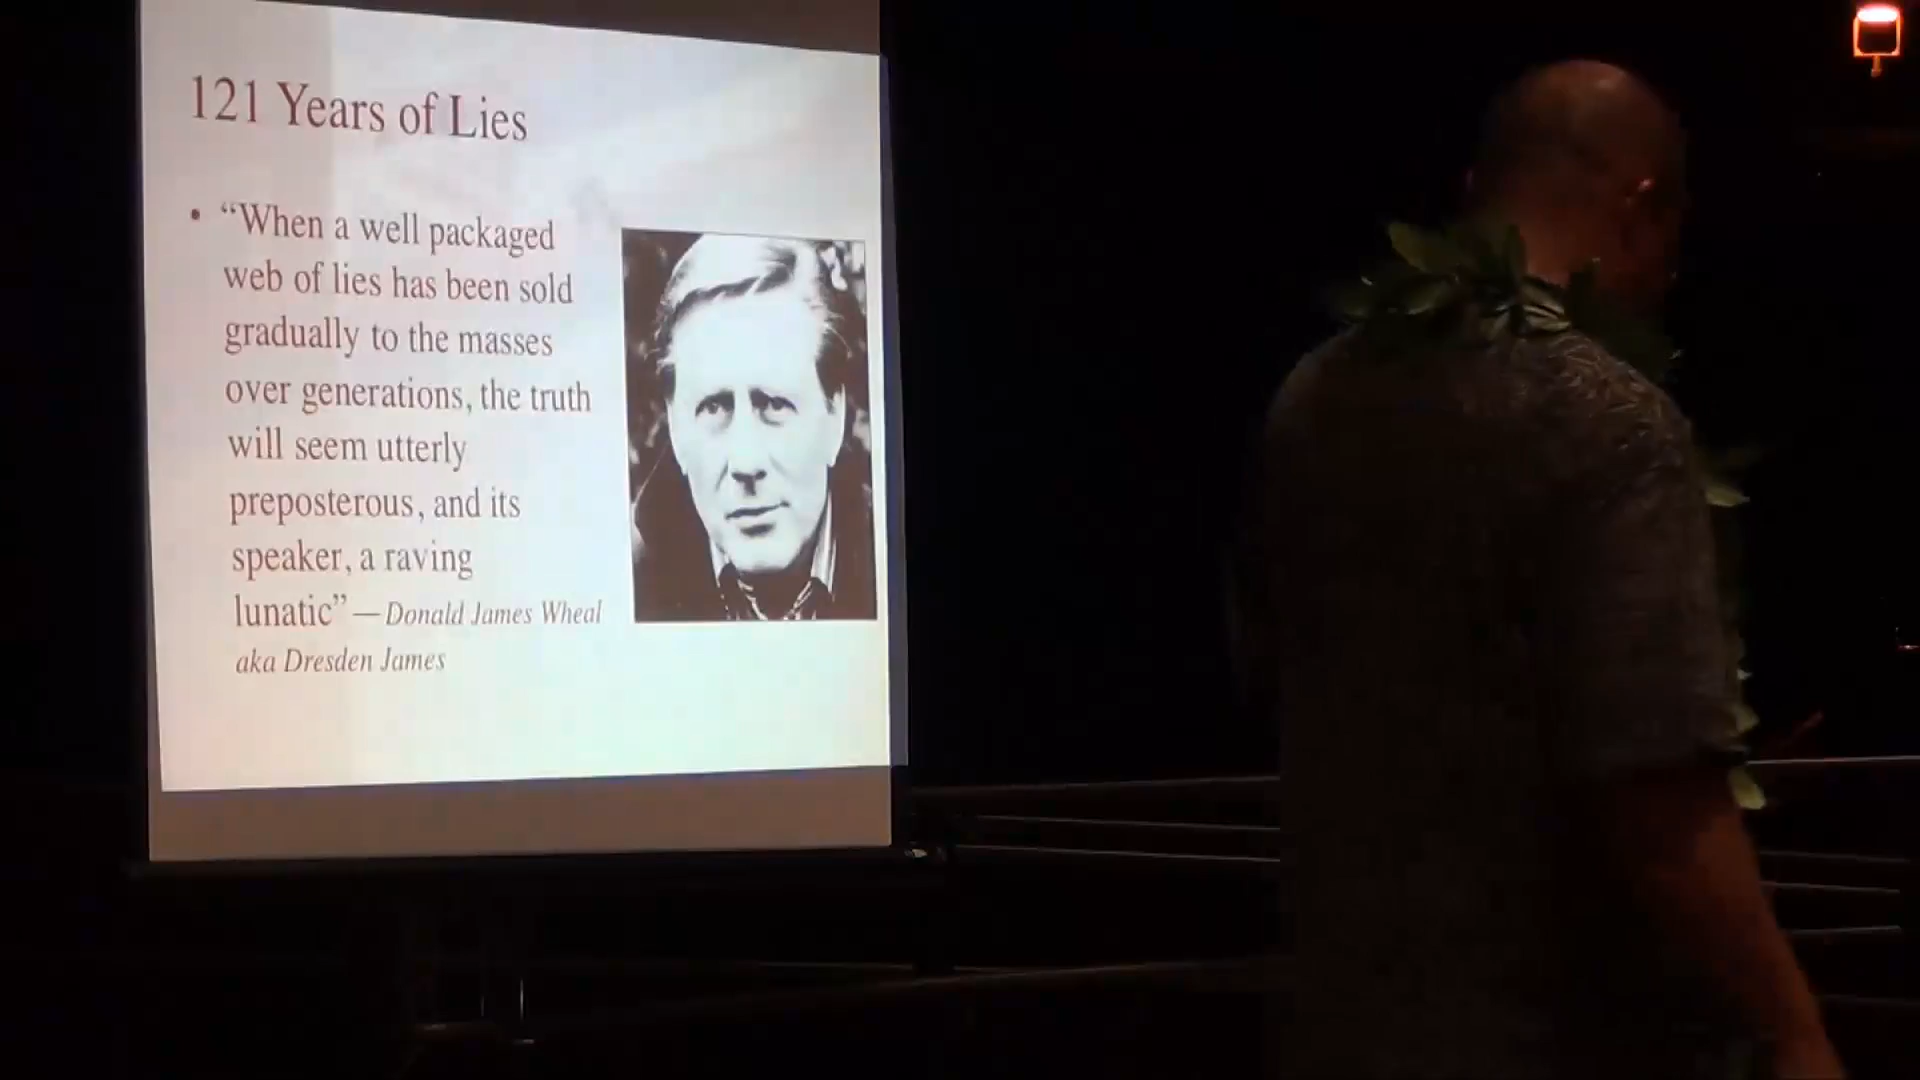 121 Years of Lies
• “When a well packaged
web of lies has been sold
gradually to the masses
over generations, the truth
will seem utterly
preposterous, and its
speaker, a raving
lunatic” —Donald James Wheal
aka Dresden James